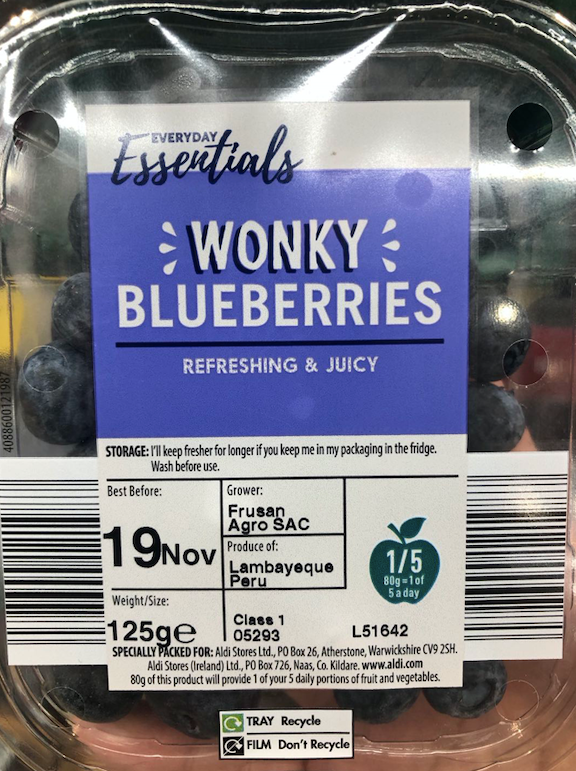 EVERYDAY
Essentials
WONKY
BLUEBERRIES
REFRESHING & JUICY
STORAGE: I'll keep fresher for longer if you keep me in my packaging in the fridge.
Wash before use.
Best Before:
19 Nov
Grower:
Frusan
Agro SAC
Produce of:
Lambayeque
Peru
1/5
80g=1 of
5 a day
Weight/Size:
125g e
Class 1
05293
L51642
SPECIALLY PACKED FOR: Aldi Stores Ltd., PO Box 26, Atherstone, Warwickshire CV9 2SH.
Aldi Stores (Ireland) Ltd., PO Box 726, Naas, Co. Kildare. www.aldi.com
80g of this product will provide 1 of your 5 daily portions of fruit and vegetables.
4088600121987
TRAY Recycle
FILM Don't Recycle